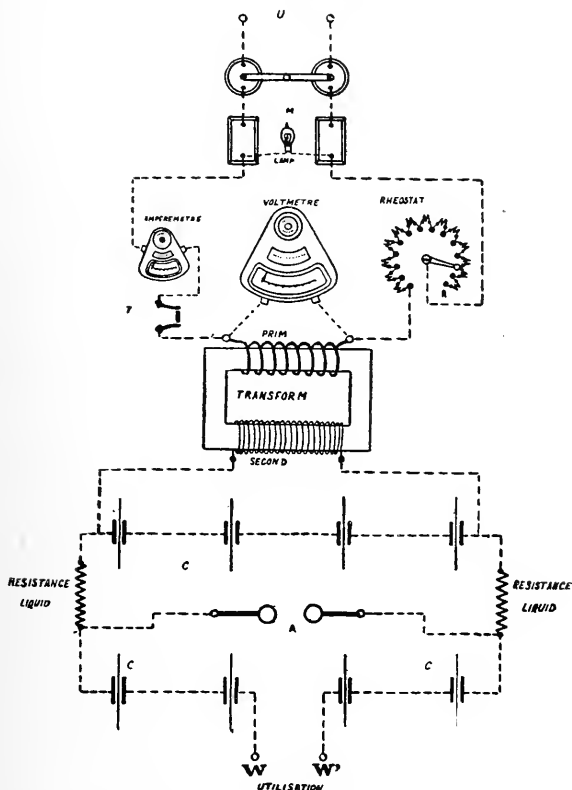 U
M
LAMP
AMPEREMETRE
VOLTMETRE
RHEOSTAT
R
T
PRIM
TRANSFORM
SECOND
C
RESISTANCE
LIQUID
RESISTANCE
LIQUID
A
C
C
W W'
UTILISATION